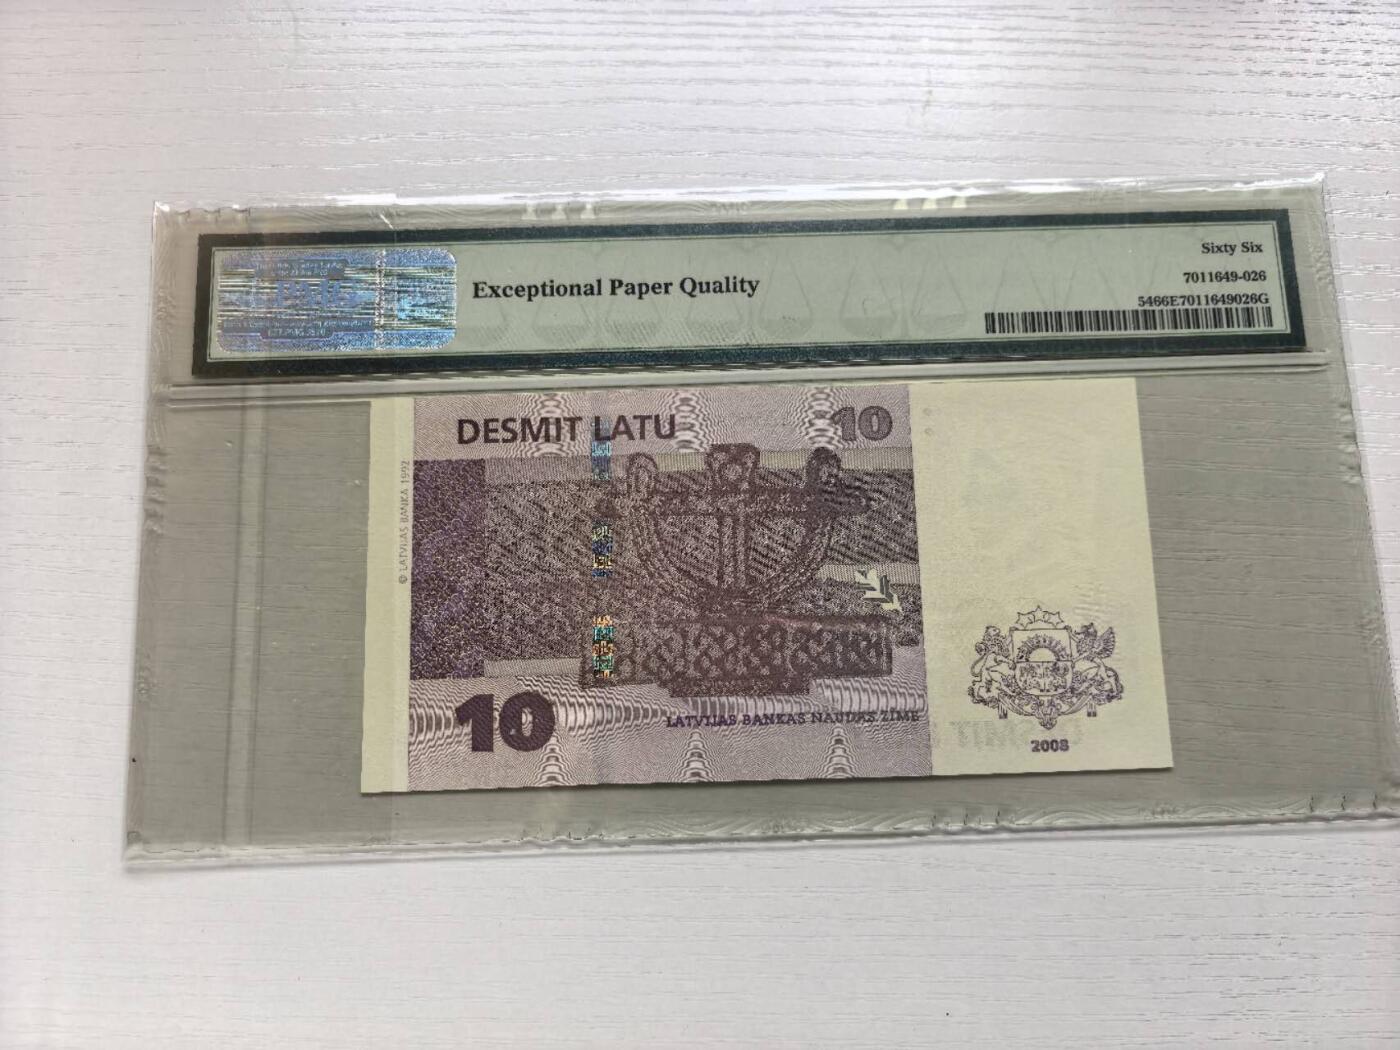 Exceptional Paper Quality
Sixty Six
7011649-026
5466E7011649026G
DESMIT LATU
10
© LATVIJAS BANKA 1992
10
LATVIJAS BANKAS NAUDAS ZĪME
2008